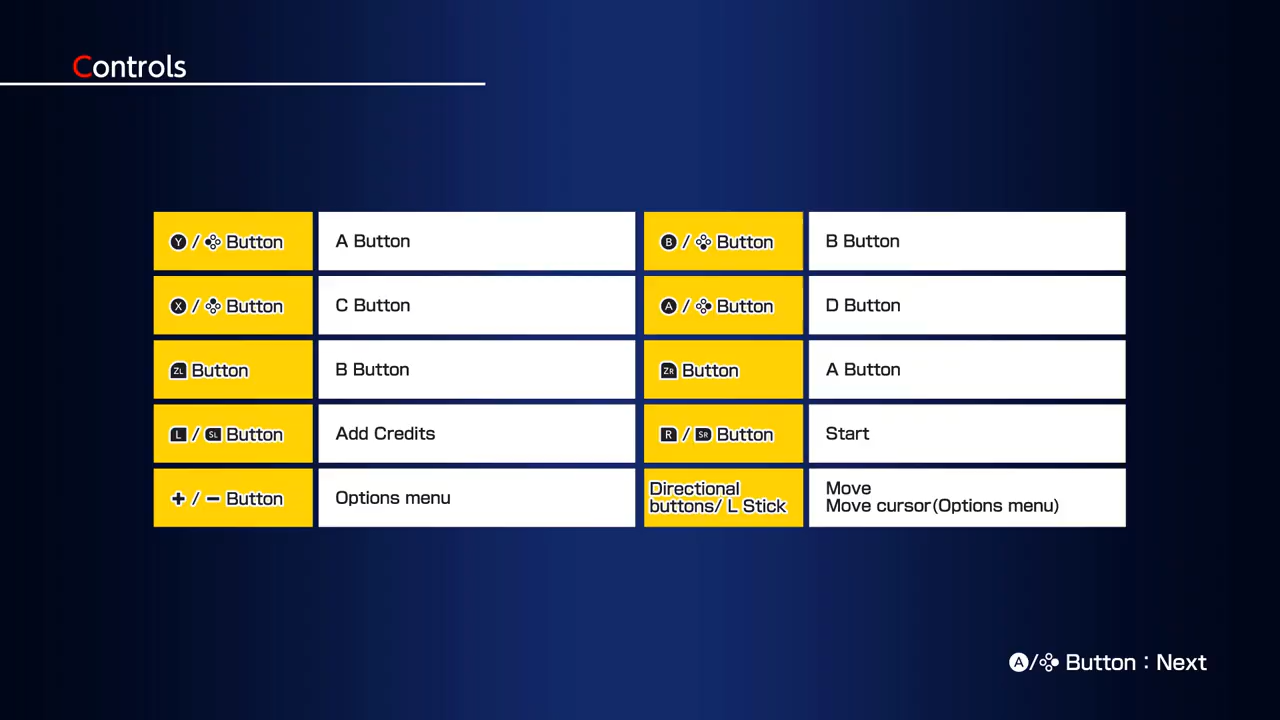 Controls
Y / Button A Button B / Button B Button
X / Button C Button A / Button D Button
ZL Button B Button ZR Button A Button
L / SL Button Add Credits R / SR Button Start
+ / − Button Options menu Directional buttons/ L Stick Move
Move cursor(Options menu)
A/ Button : Next